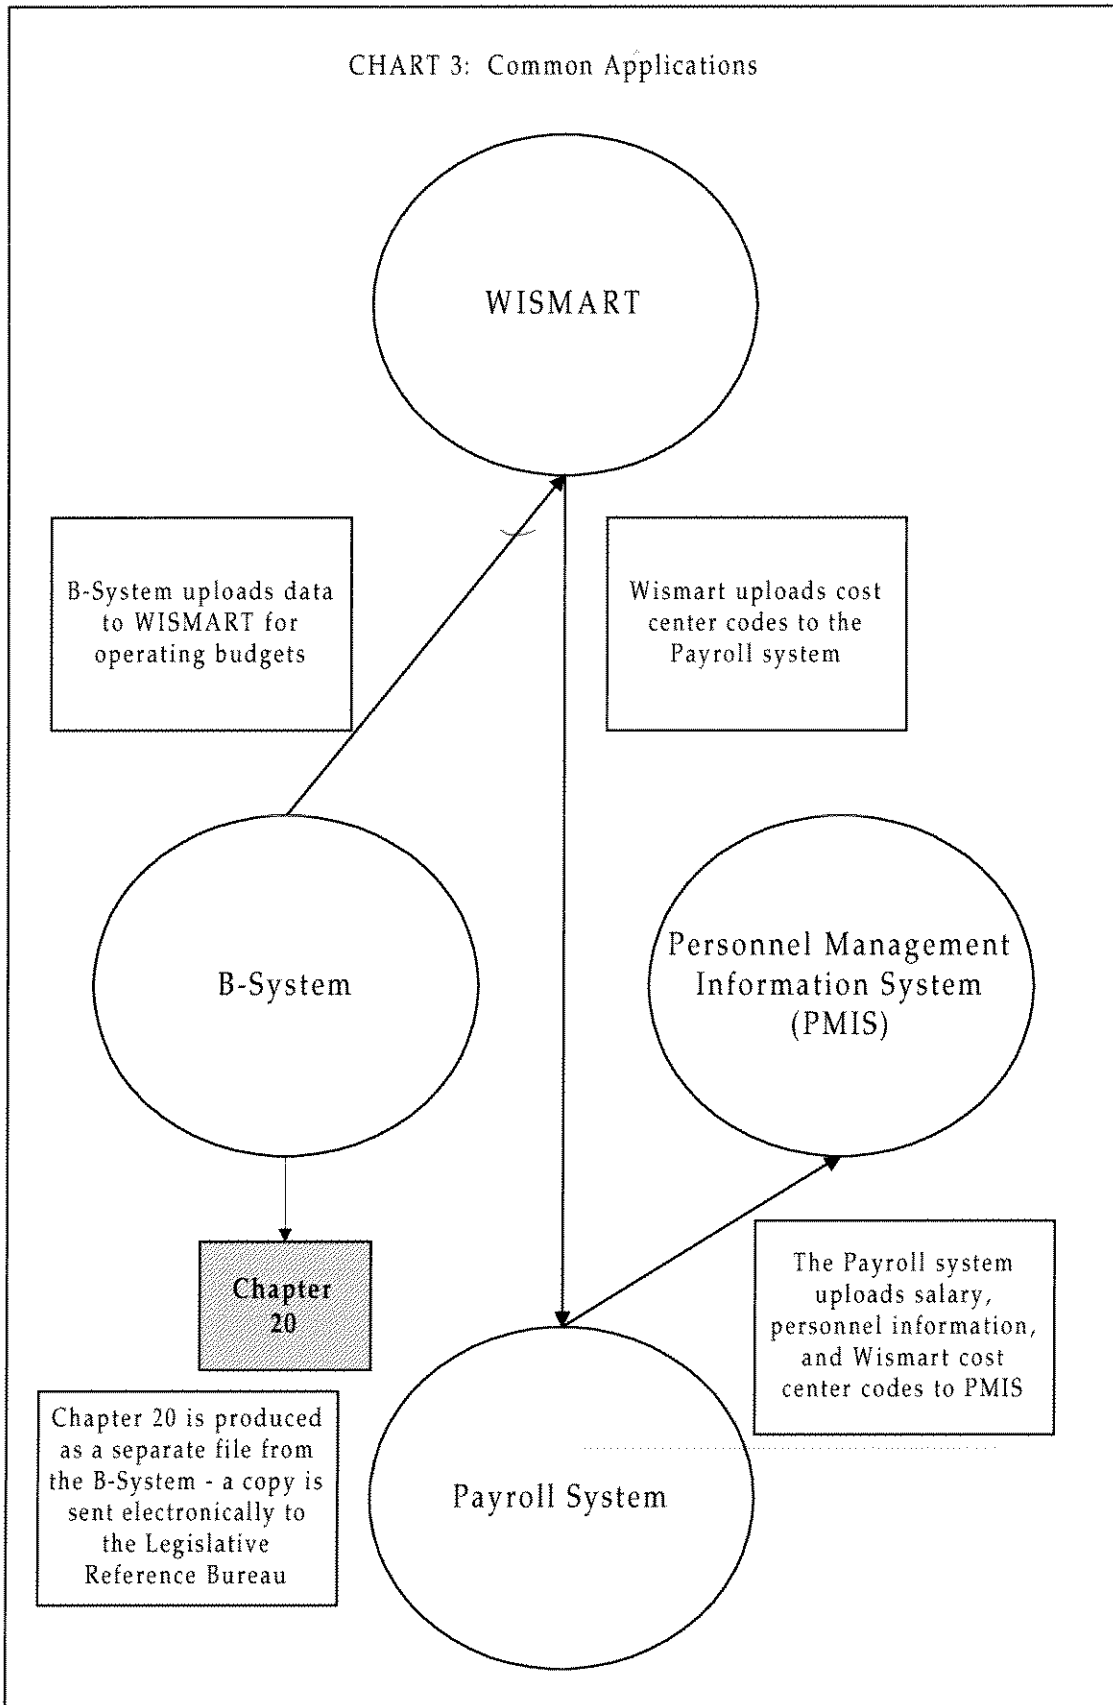 CHART 3: Common Applications
WISMART
B-System uploads data
to WISMART for
operating budgets
Wismart uploads cost
center codes to the
Payroll system
B-System
Personnel Management
Information System
(PMIS)
Chapter
20
The Payroll system
uploads salary,
personnel information,
and Wismart cost
center codes to PMIS
Chapter 20 is produced
as a separate file from
the B-System - a copy is
sent electronically to
the Legislative
Reference Bureau
Payroll System